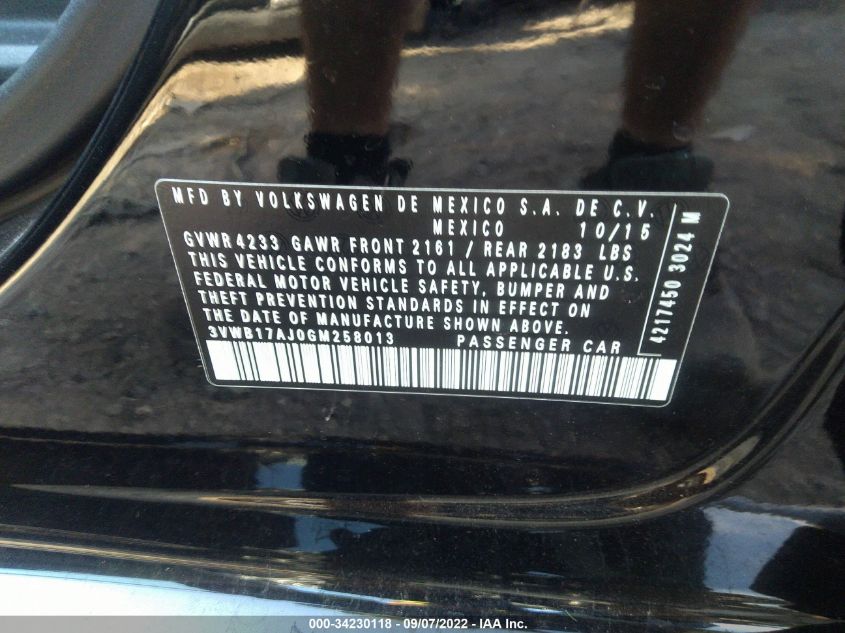 MFD BY VOLKSWAGEN DE MEXICO S.A. DE C.V.
MEXICO 10/15
GVWR 4233 GAWR FRONT 2161 / REAR 2183 LBS
THIS VEHICLE CONFORMS TO ALL APPLICABLE U.S.
FEDERAL MOTOR VEHICLE SAFETY, BUMPER AND
THEFT PREVENTION STANDARDS IN EFFECT ON
THE DATE OF MANUFACTURE SHOWN ABOVE.
3VWB17AJ0GM258013 PASSENGER CAR
4217450 3024 M
000-34230118 - 09/07/2022 - IAA Inc.